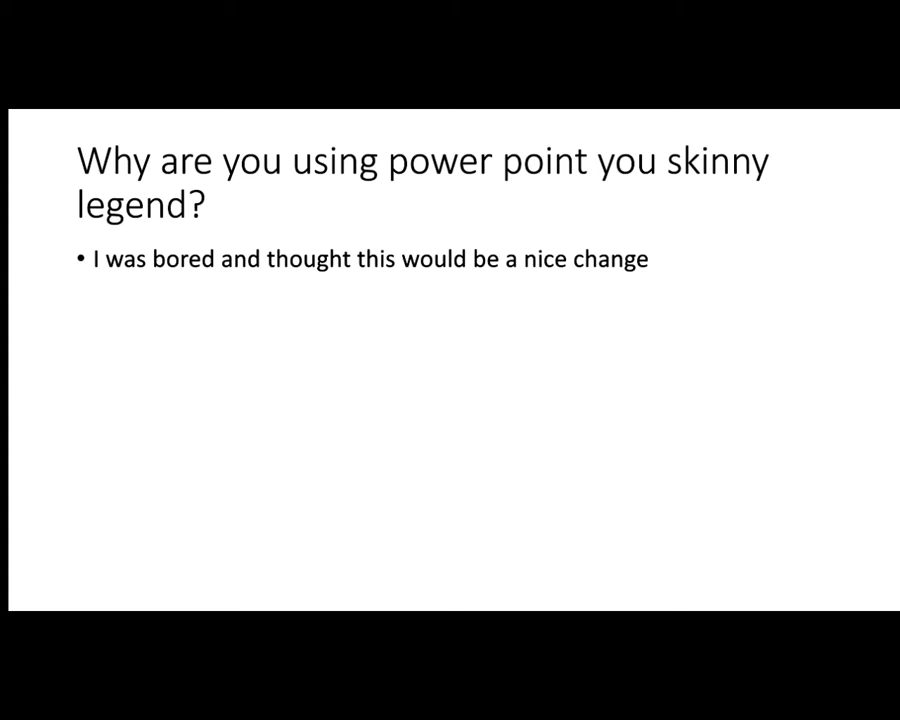 Why are you using power point you skinny
legend?
• I was bored and thought this would be a nice change